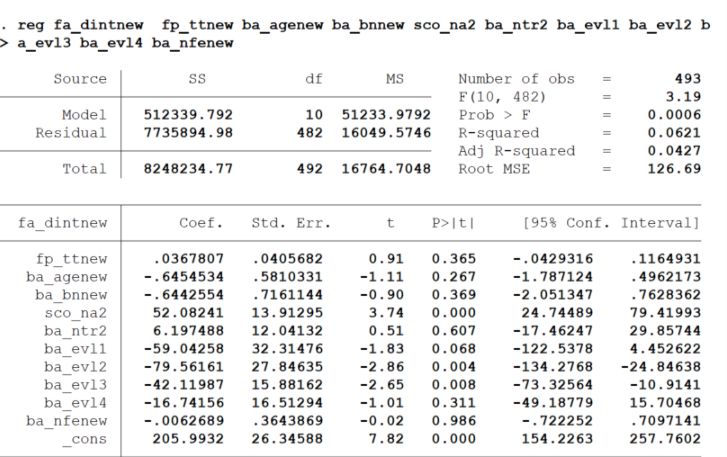 . reg fa_dintnew  fp_ttnew ba_agenew ba_bnnew sco_na2 ba_ntr2 ba_evl1 ba_evl2 b
> a_evl3 ba_evl4 ba_nfenew
Source SS df MS Number of obs = 493
F(10, 482) = 3.19
Model 512339.792 10 51233.9792 Prob > F = 0.0006
Residual 7735894.98 482 16049.5746 R-squared = 0.0621
Adj R-squared = 0.0427
Total 8248234.77 492 16764.7048 Root MSE = 126.69
fa_dintnew Coef. Std. Err. t P>|t| [95% Conf. Interval]
fp_ttnew .0367807 .0405682 0.91 0.365 -.0429316 .1164931
ba_agenew -.6454534 .5810331 -1.11 0.267 -1.787124 .4962173
ba_bnnew -.6442554 .7161144 -0.90 0.369 -2.051347 .7628362
sco_na2 52.08241 13.91295 3.74 0.000 24.74489 79.41993
ba_ntr2 6.197488 12.04132 0.51 0.607 -17.46247 29.85744
ba_evl1 -59.04258 32.31476 -1.83 0.068 -122.5378 4.452622
ba_evl2 -79.56161 27.84635 -2.86 0.004 -134.2768 -24.84638
ba_evl3 -42.11987 15.88162 -2.65 0.008 -73.32564 -10.9141
ba_evl4 -16.74156 16.51294 -1.01 0.311 -49.18779 15.70468
ba_nfenew -.0062689 .3643869 -0.02 0.986 -.722252 .7097141
_cons 205.9932 26.34588 7.82 0.000 154.2263 257.7602